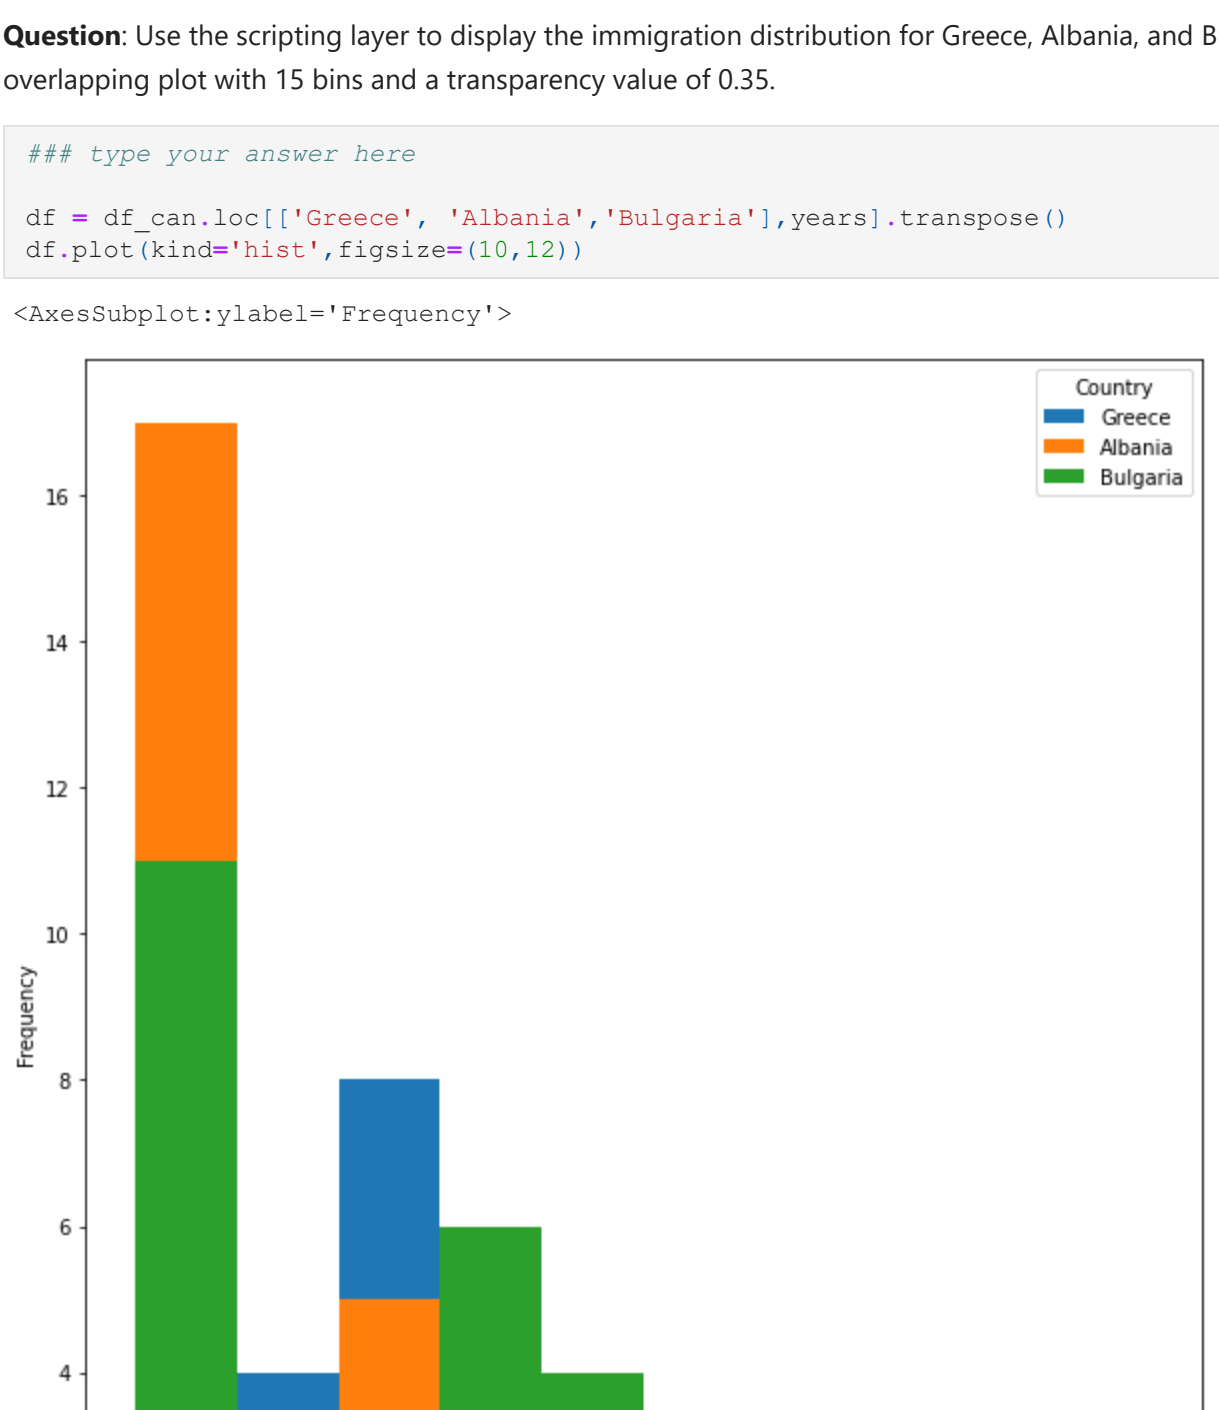 Question: Use the scripting layer to display the immigration distribution for Greece, Albania, and B
overlapping plot with 15 bins and a transparency value of 0.35.
### type your answer here
df = df_can.loc[['Greece', 'Albania','Bulgaria'],years].transpose()
df.plot(kind='hist',figsize=(10,12))
<AxesSubplot:ylabel='Frequency'>
Country
Greece
Albania
Bulgaria
16
14
12
10
8
6
4
Frequency